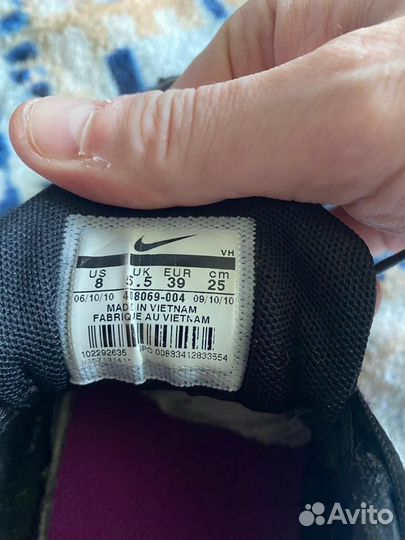 VH
US UK EUR cm
8 5.5 39 25
06/10/10 408069-004 09/10/10
MADE IN VIETNAM
FABRIQUE AU VIETNAM
102292635 UPC 00883412833554
Avito